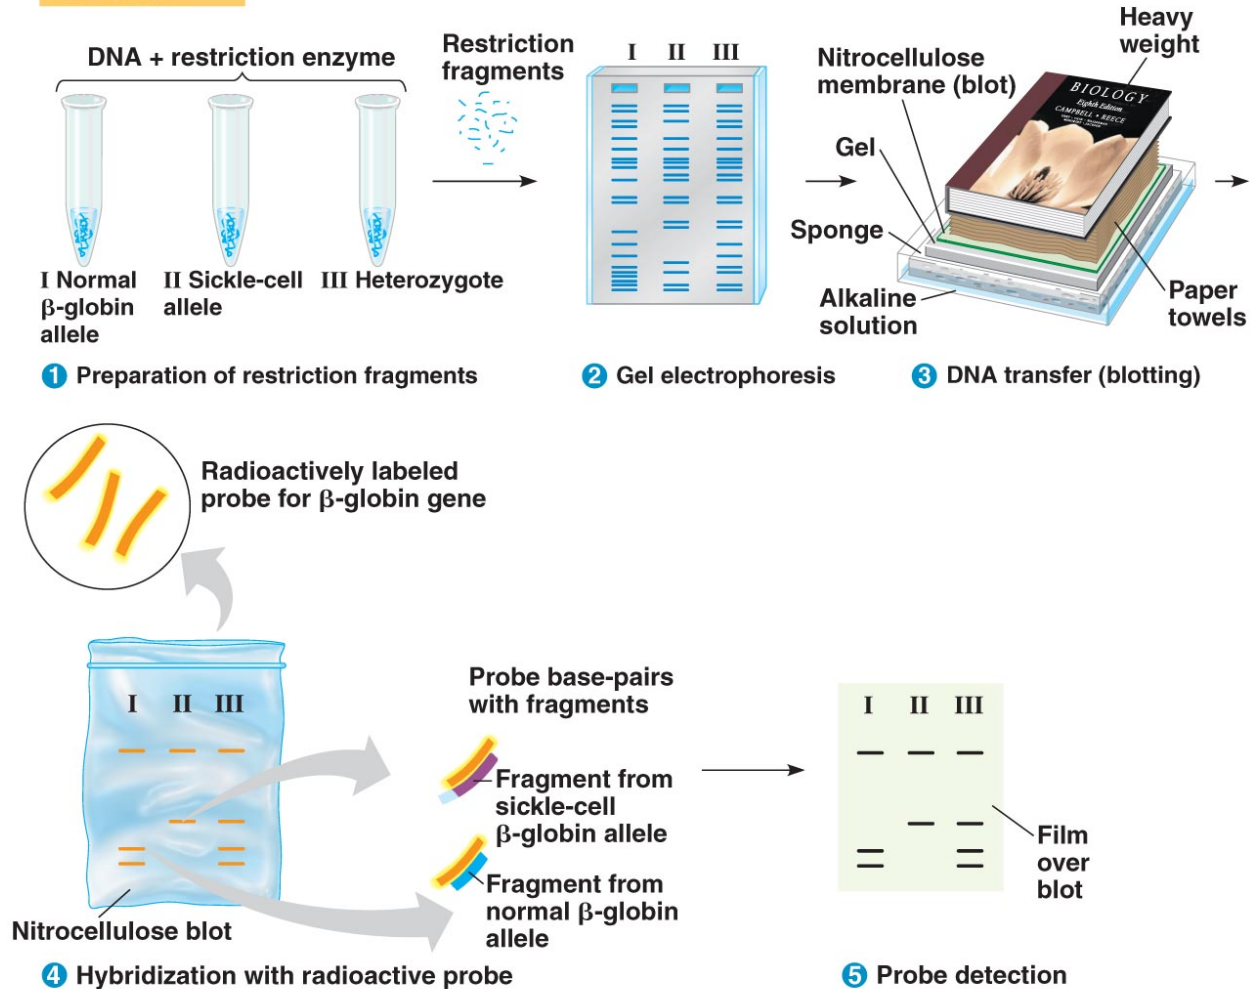 DNA + restriction enzyme
I Normal
β-globin
allele
II Sickle-cell
allele
III Heterozygote
1 Preparation of restriction fragments
Restriction
fragments
I II III
2 Gel electrophoresis
Heavy
weight
Nitrocellulose
membrane (blot)
BIOLOGY
Eighth Edition
CAMPBELL • REECE
Gel
Sponge
Alkaline
solution
Paper
towels
3 DNA transfer (blotting)
Radioactively labeled
probe for β-globin gene
I II III
Nitrocellulose blot
Probe base-pairs
with fragments
Fragment from
sickle-cell
β-globin allele
Fragment from
normal β-globin
allele
4 Hybridization with radioactive probe
I II III
Film
over
blot
5 Probe detection